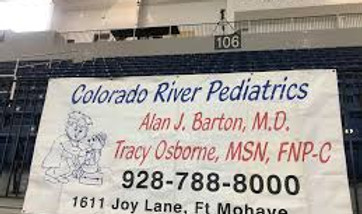 106
Colorado River Pediatrics
Alan J. Barton, M.D.
Tracy Osborne, MSN, FNP-C
928-788-8000
1611 Joy Lane, Ft Mohave